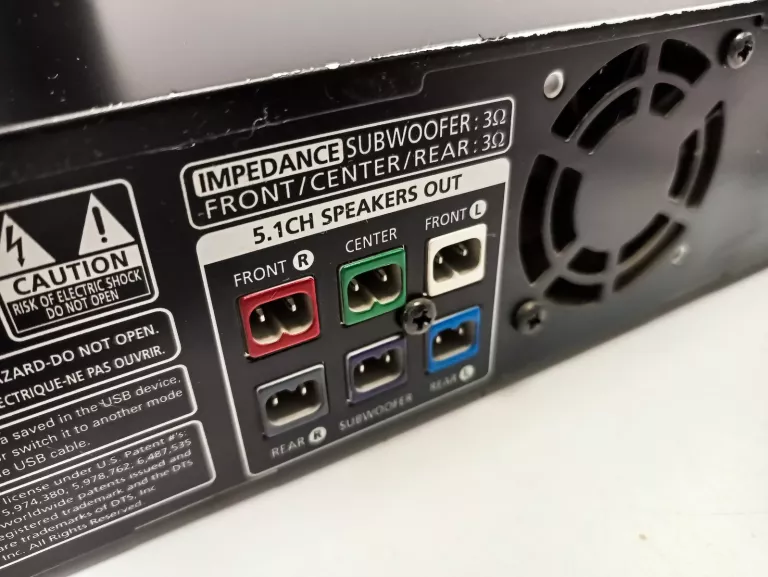 IMPEDANCE SUBWOOFER : 3Ω
FRONT/CENTER/REAR : 3Ω
5.1CH SPEAKERS OUT
FRONT R
CENTER
FRONT L
REAR R
SUBWOOFER
REAR L
CAUTION
RISK OF ELECTRIC SHOCK
DO NOT OPEN
AZARD-DO NOT OPEN.
ECTRIQUE-NE PAS OUVRIR.
a saved in the USB device,
or switch it to another mode
e USB cable.
license under U.S. Patent #'s:
5,974,380, 5,978,762, 6,487,535
worldwide patents issued and
egistered trademark and the DTS
are trademarks of DTS, Inc
Inc. All Rights Reserved.